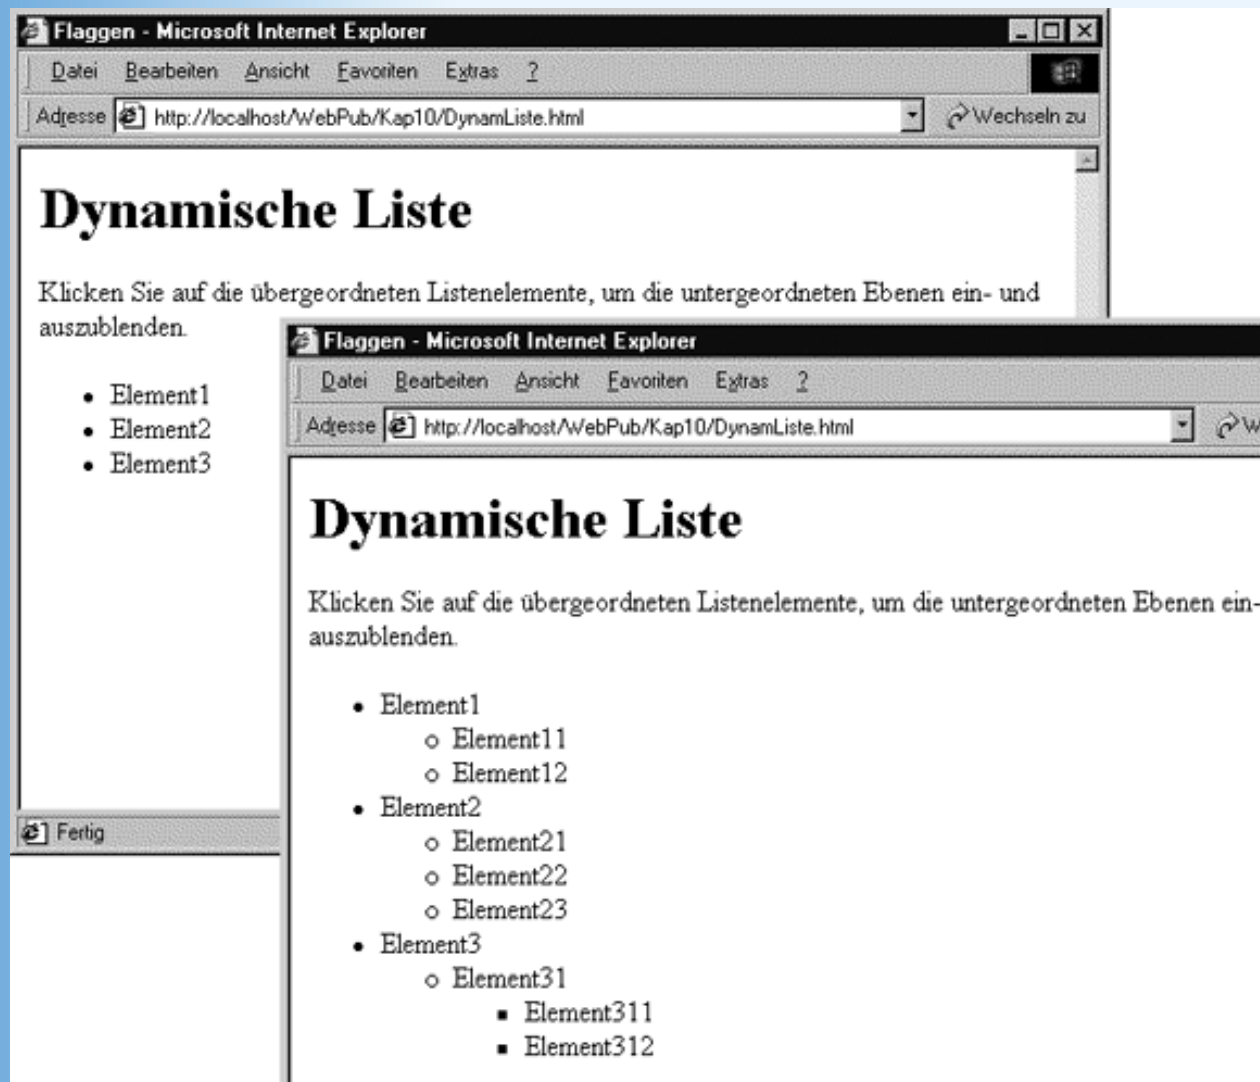 Flaggen - Microsoft Internet Explorer
Datei Bearbeiten Ansicht Favoriten Extras ?
Adresse http://localhost/WebPub/Kap10/DynamListe.html Wechseln zu
Dynamische Liste
Klicken Sie auf die übergeordneten Listenelemente, um die untergeordneten Ebenen ein- und
auszublenden.
Element1
Element2
Element3
Fertig
Flaggen - Microsoft Internet Explorer
Datei Bearbeiten Ansicht Favoriten Extras ?
Adresse http://localhost/WebPub/Kap10/DynamListe.html W
Dynamische Liste
Klicken Sie auf die übergeordneten Listenelemente, um die untergeordneten Ebenen ein-
auszublenden.
Element1
Element11
Element12
Element2
Element21
Element22
Element23
Element3
Element31
Element311
Element312